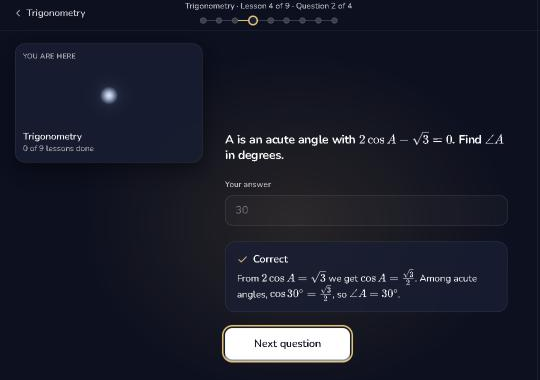 Trigonometry
Trigonometry · Lesson 4 of 9 · Question 2 of 4
YOU ARE HERE
Trigonometry
0 of 9 lessons done
A is an acute angle with 2 cos A − √3 = 0. Find ∠A
in degrees.
Your answer
30
Correct
From 2 cos A = √3 we get cos A = √3/2. Among acute
angles, cos 30° = √3/2, so ∠A = 30°.
Next question